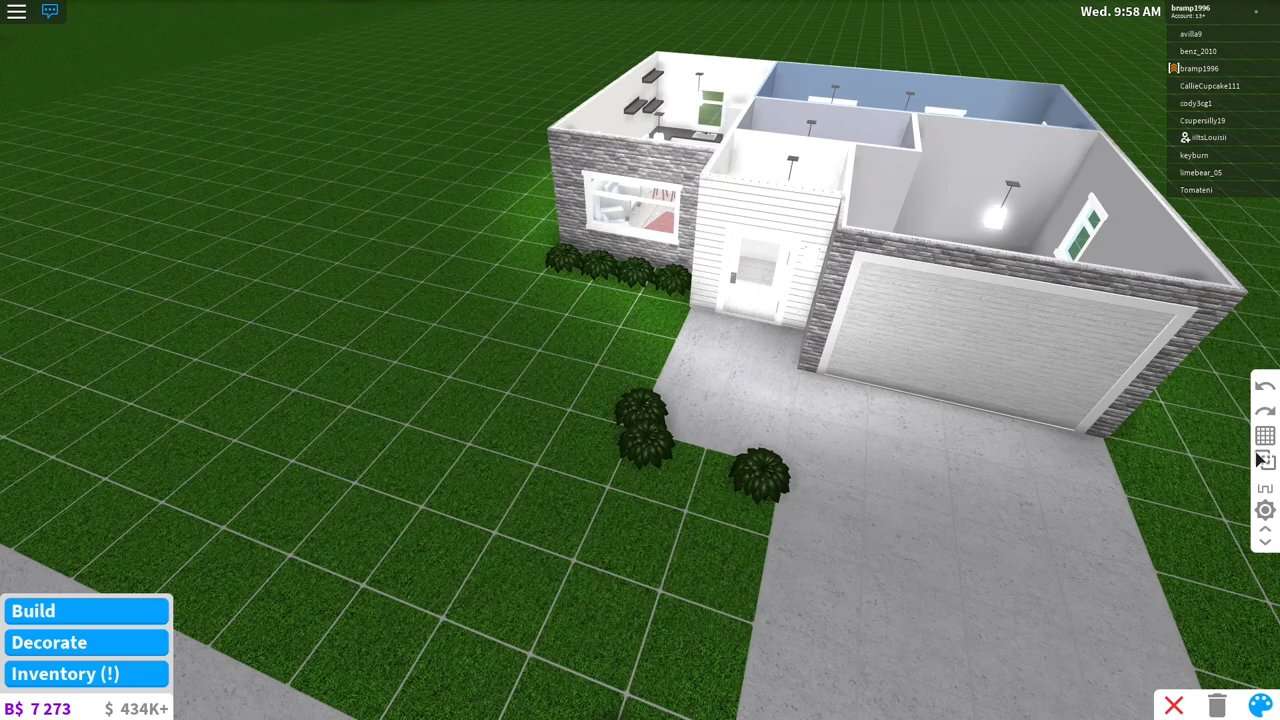 Wed. 9:58 AM
bramp1996
Account: 13+
avilla9
benz_2010
bramp1996
CallieCupcake111
cody3cg1
Csupersilly19
iiItsLouisii
keyburn
limebear_05
Tomateni
Build
Decorate
Inventory (!)
B$ 7 273
$ 434K+